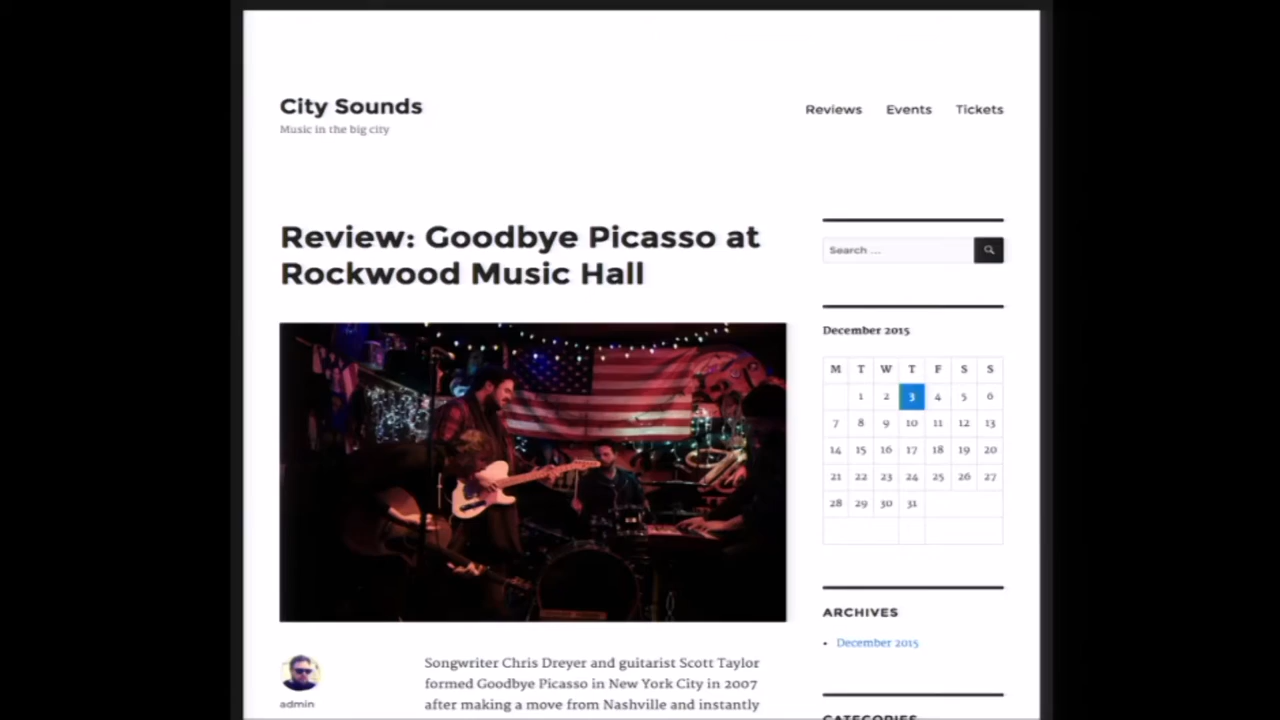 City Sounds
Music in the big city
Reviews Events Tickets
Review: Goodbye Picasso at
Rockwood Music Hall
Search ...
December 2015
M T W T F S S
1 2 3 4 5 6
7 8 9 10 11 12 13
14 15 16 17 18 19 20
21 22 23 24 25 26 27
28 29 30 31
ARCHIVES
• December 2015
CATEGORIES
admin
Songwriter Chris Dreyer and guitarist Scott Taylor
formed Goodbye Picasso in New York City in 2007
after making a move from Nashville and instantly